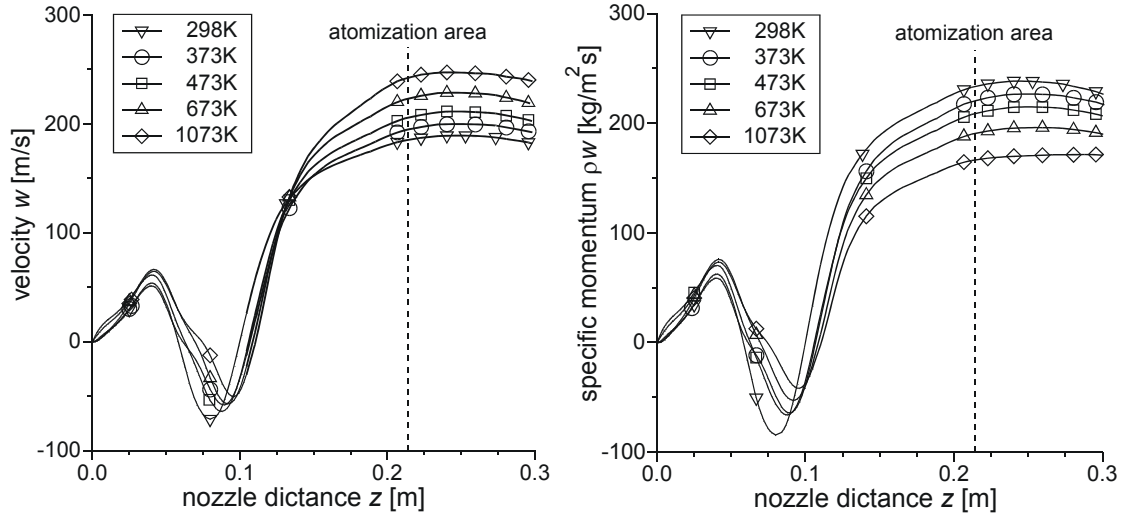 velocity w [m/s]
300
200
100
0
-100
298K
373K
473K
673K
1073K
atomization area
0.0
0.1
0.2
0.3
nozzle dictance z [m]
specific momentum ρw [kg/m²s]
300
200
100
0
-100
298K
373K
473K
673K
1073K
atomization area
0.0
0.1
0.2
0.3
nozzle dictance z [m]